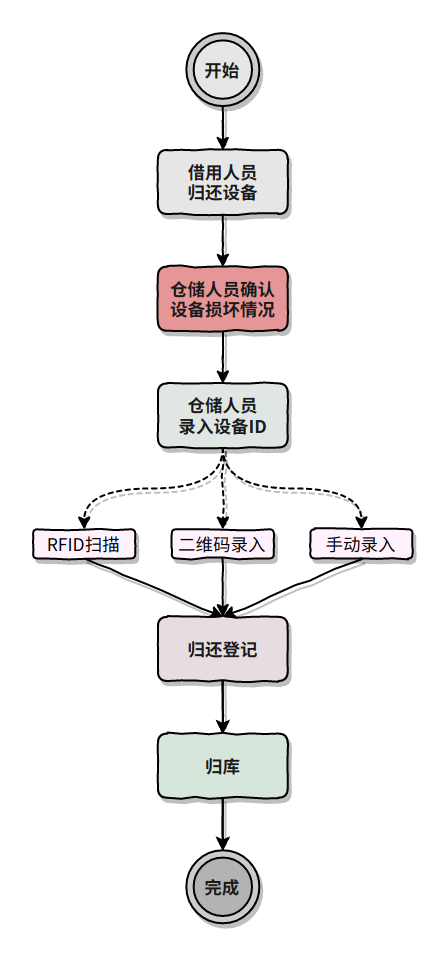 开始
借用人员
归还设备
仓储人员确认
设备损坏情况
仓储人员
录入设备ID
RFID扫描
二维码录入
手动录入
归还登记
归库
完成